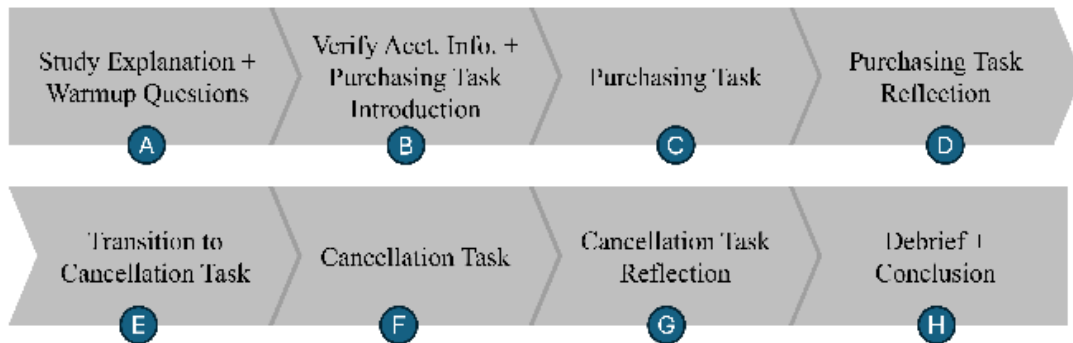 Study Explanation +
Warmup Questions
A
Verify Acct. Info. +
Purchasing Task
Introduction
B
Purchasing Task
C
Purchasing Task
Reflection
D
Transition to
Cancellation Task
E
Cancellation Task
F
Cancellation Task
Reflection
G
Debrief +
Conclusion
H